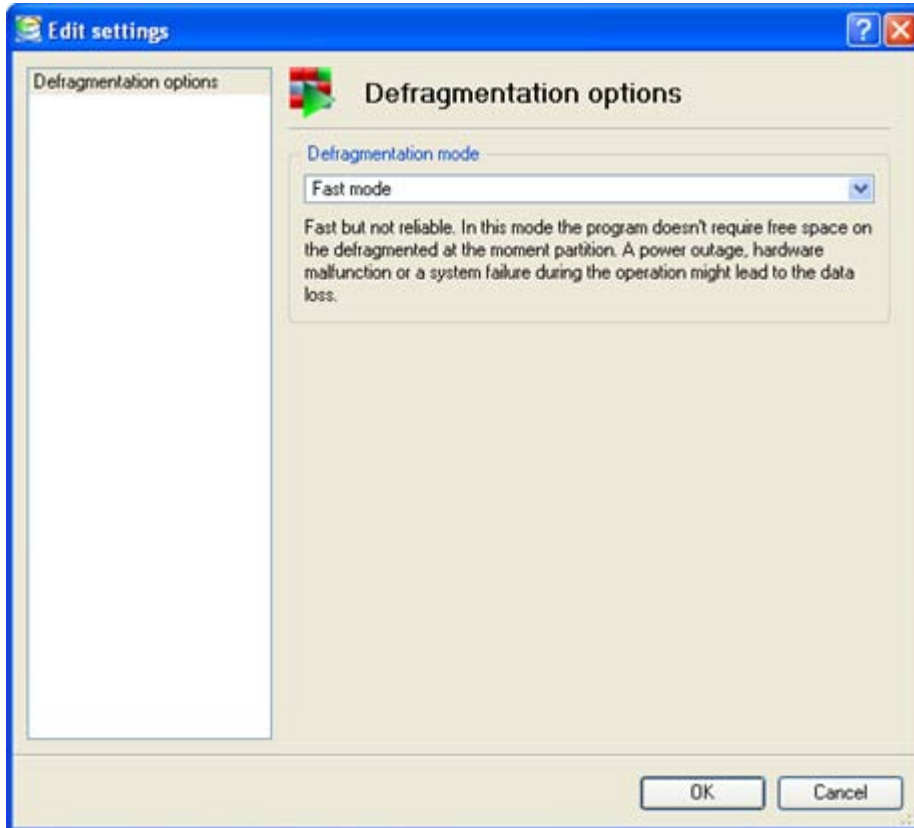 Edit settings
Defragmentation options
Defragmentation options
Defragmentation mode
Fast mode
Fast but not reliable. In this mode the program doesn't require free space on
the defragmented at the moment partition. A power outage, hardware
malfunction or a system failure during the operation might lead to the data
loss.
OK
Cancel